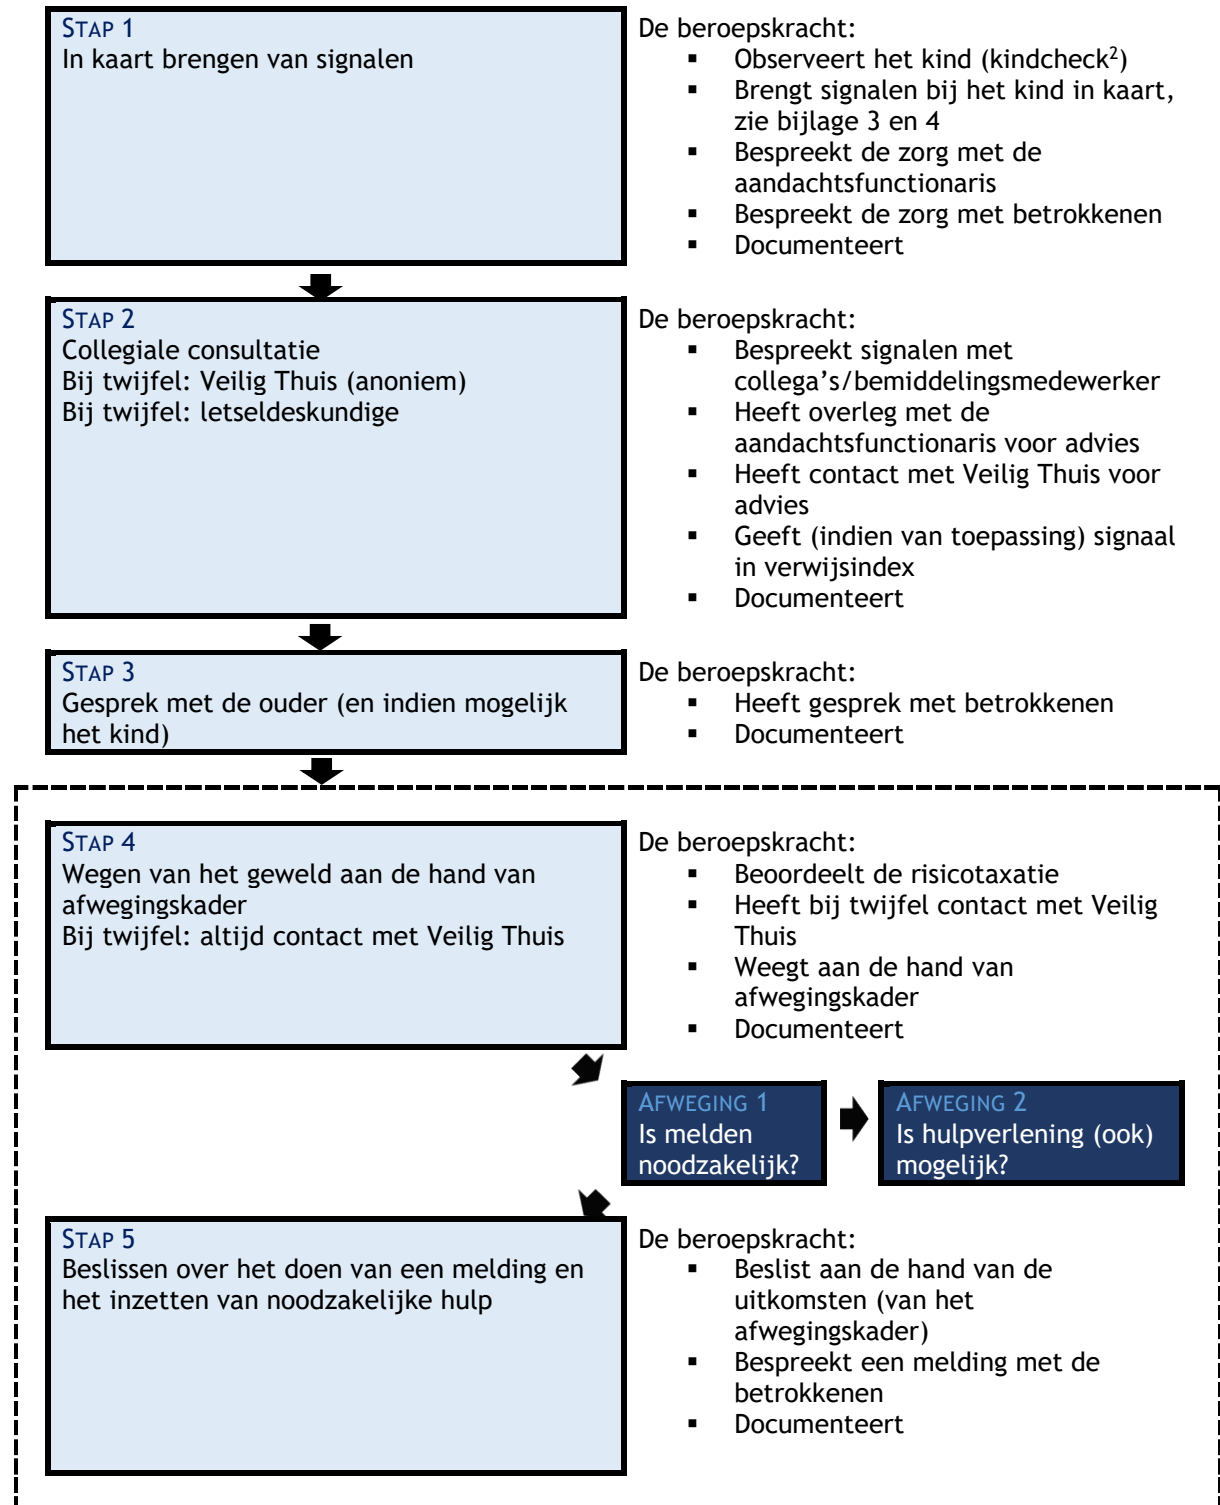 STAP 1
In kaart brengen van signalen
De beroepskracht:
▪ Observeert het kind (kindcheck²)
▪ Brengt signalen bij het kind in kaart,
zie bijlage 3 en 4
▪ Bespreekt de zorg met de
aandachtsfunctionaris
▪ Bespreekt de zorg met betrokkenen
▪ Documenteert
STAP 2
Collegiale consultatie
Bij twijfel: Veilig Thuis (anoniem)
Bij twijfel: letseldeskundige
De beroepskracht:
▪ Bespreekt signalen met
collega’s/bemiddelingsmedewerker
▪ Heeft overleg met de
aandachtsfunctionaris voor advies
▪ Heeft contact met Veilig Thuis voor
advies
▪ Geeft (indien van toepassing) signaal
in verwijsindex
▪ Documenteert
STAP 3
Gesprek met de ouder (en indien mogelijk
het kind)
De beroepskracht:
▪ Heeft gesprek met betrokkenen
▪ Documenteert
STAP 4
Wegen van het geweld aan de hand van
afwegingskader
Bij twijfel: altijd contact met Veilig Thuis
De beroepskracht:
▪ Beoordeelt de risicotaxatie
▪ Heeft bij twijfel contact met Veilig
Thuis
▪ Weegt aan de hand van
afwegingskader
▪ Documenteert
AFWEGING 1
Is melden
noodzakelijk?
AFWEGING 2
Is hulpverlening (ook)
mogelijk?
STAP 5
Beslissen over het doen van een melding en
het inzetten van noodzakelijke hulp
De beroepskracht:
▪ Beslist aan de hand van de
uitkomsten (van het
afwegingskader)
▪ Bespreekt een melding met de
betrokkenen
▪ Documenteert